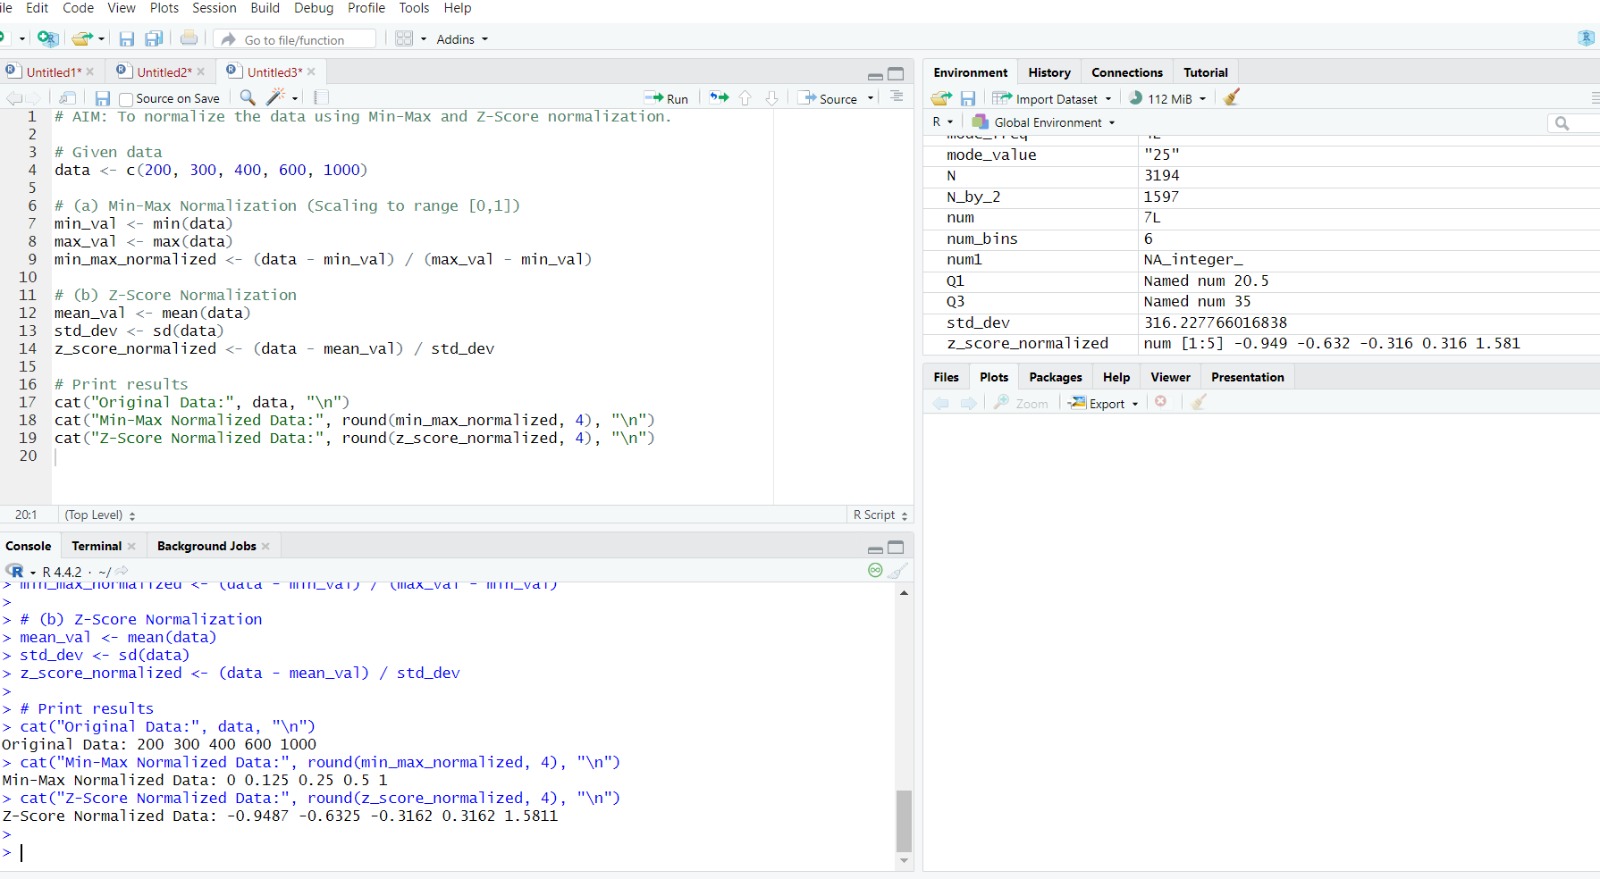 ile Edit Code View Plots Session Build Debug Profile Tools Help
Go to file/function Addins
Untitled1* Untitled2* Untitled3*
Source on Save Run Source
1 # AIM: To normalize the data using Min-Max and Z-Score normalization.
2
3 # Given data
4 data <- c(200, 300, 400, 600, 1000)
5
6 # (a) Min-Max Normalization (Scaling to range [0,1])
7 min_val <- min(data)
8 max_val <- max(data)
9 min_max_normalized <- (data - min_val) / (max_val - min_val)
10
11 # (b) Z-Score Normalization
12 mean_val <- mean(data)
13 std_dev <- sd(data)
14 z_score_normalized <- (data - mean_val) / std_dev
15
16 # Print results
17 cat("Original Data:", data, "\n")
18 cat("Min-Max Normalized Data:", round(min_max_normalized, 4), "\n")
19 cat("Z-Score Normalized Data:", round(z_score_normalized, 4), "\n")
20
20:1 (Top Level) R Script
Console Terminal Background Jobs
R 4.4.2 · ~/
> min_max_normalized <- (data - min_val) / (max_val - min_val)
>
> # (b) Z-Score Normalization
> mean_val <- mean(data)
> std_dev <- sd(data)
> z_score_normalized <- (data - mean_val) / std_dev
>
> # Print results
> cat("Original Data:", data, "\n")
Original Data: 200 300 400 600 1000
> cat("Min-Max Normalized Data:", round(min_max_normalized, 4), "\n")
Min-Max Normalized Data: 0 0.125 0.25 0.5 1
> cat("Z-Score Normalized Data:", round(z_score_normalized, 4), "\n")
Z-Score Normalized Data: -0.9487 -0.6325 -0.3162 0.3162 1.5811
>
>
Environment History Connections Tutorial
Import Dataset 112 MiB
R Global Environment
mode_freq
mode_value "25"
N 3194
N_by_2 1597
num 7L
num_bins 6
num1 NA_integer_
Q1 Named num 20.5
Q3 Named num 35
std_dev 316.227766016838
z_score_normalized num [1:5] -0.949 -0.632 -0.316 0.316 1.581
Files Plots Packages Help Viewer Presentation
Zoom Export